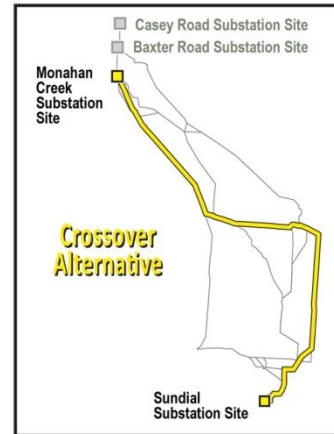 Casey Road Substation Site
Baxter Road Substation Site
Monahan
Creek
Substation
Site
Crossover
Alternative
Sundial
Substation Site